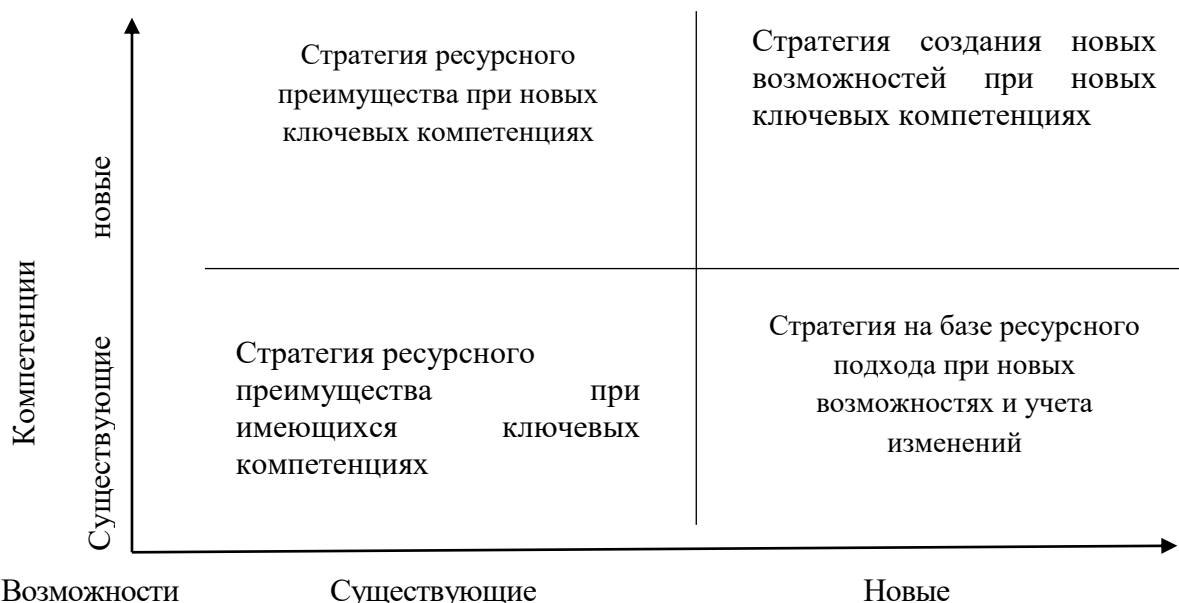 Стратегия ресурсного
преимущества при новых
ключевых компетенциях
Стратегия создания новых
возможностей при новых
ключевых компетенциях
новые
Компетенции
Существующие
Стратегия ресурсного
преимущества при
имеющихся ключевых
компетенциях
Стратегия на базе ресурсного
подхода при новых
возможностях и учета
изменений
Возможности Существующие Новые